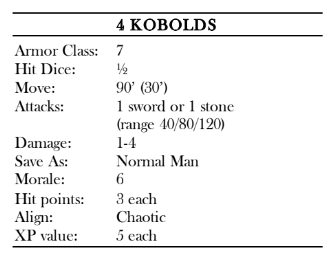 4 KOBOLDS
Armor Class: 7
Hit Dice: ½
Move: 90’ (30’)
Attacks: 1 sword or 1 stone
(range 40/80/120)
Damage: 1-4
Save As: Normal Man
Morale: 6
Hit points: 3 each
Align: Chaotic
XP value: 5 each